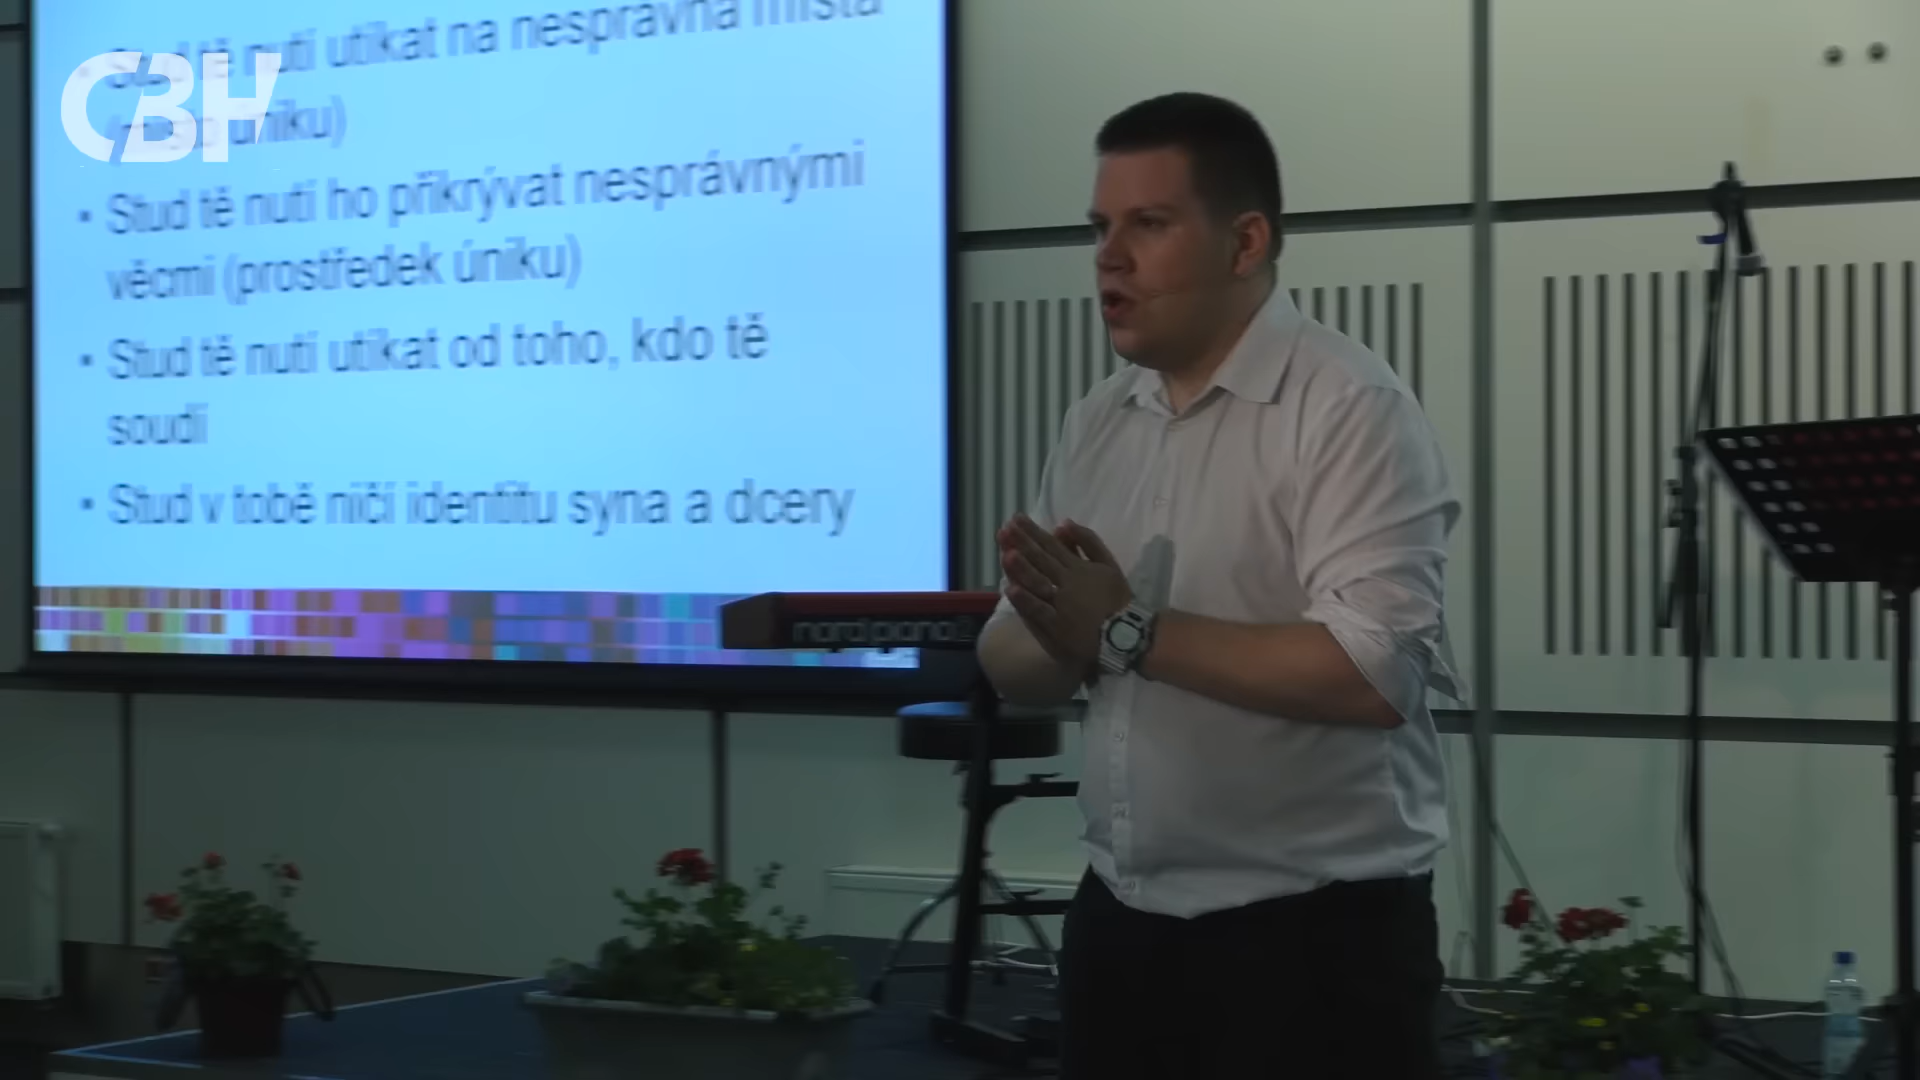 Stud tě nutí utíkat na nesprávná místa
(místo úniku)
CBH
• Stud tě nutí ho přikrývat nesprávnými
věcmi (prostředek úniku)
• Stud tě nutí utíkat od toho, kdo tě
soudí
• Stud v tobě ničí identitu syna a dcery
nord piano